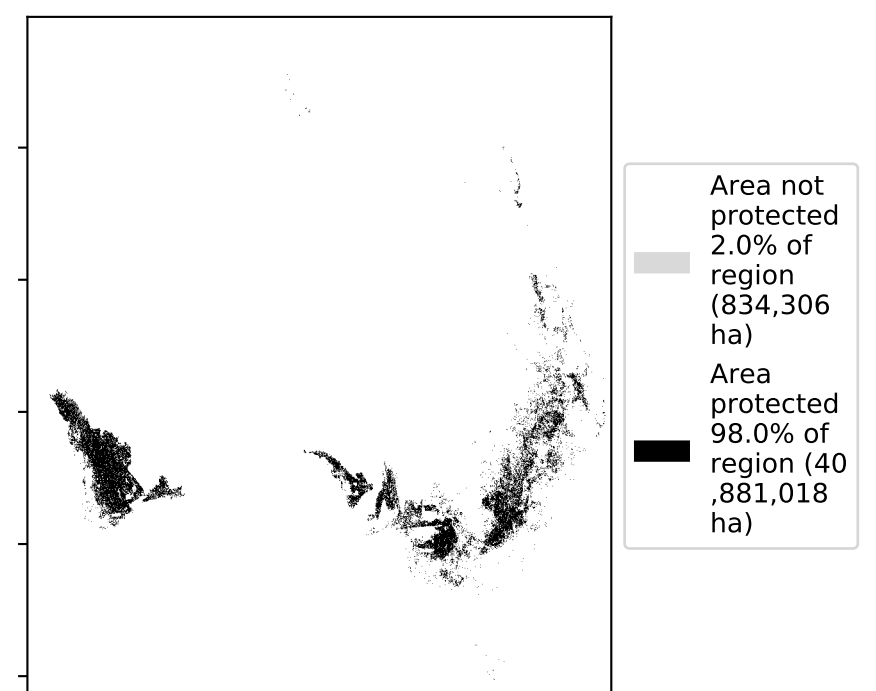 Area not
protected
2.0% of
region
(834,306
ha)
Area
protected
98.0% of
region (40
,881,018
ha)